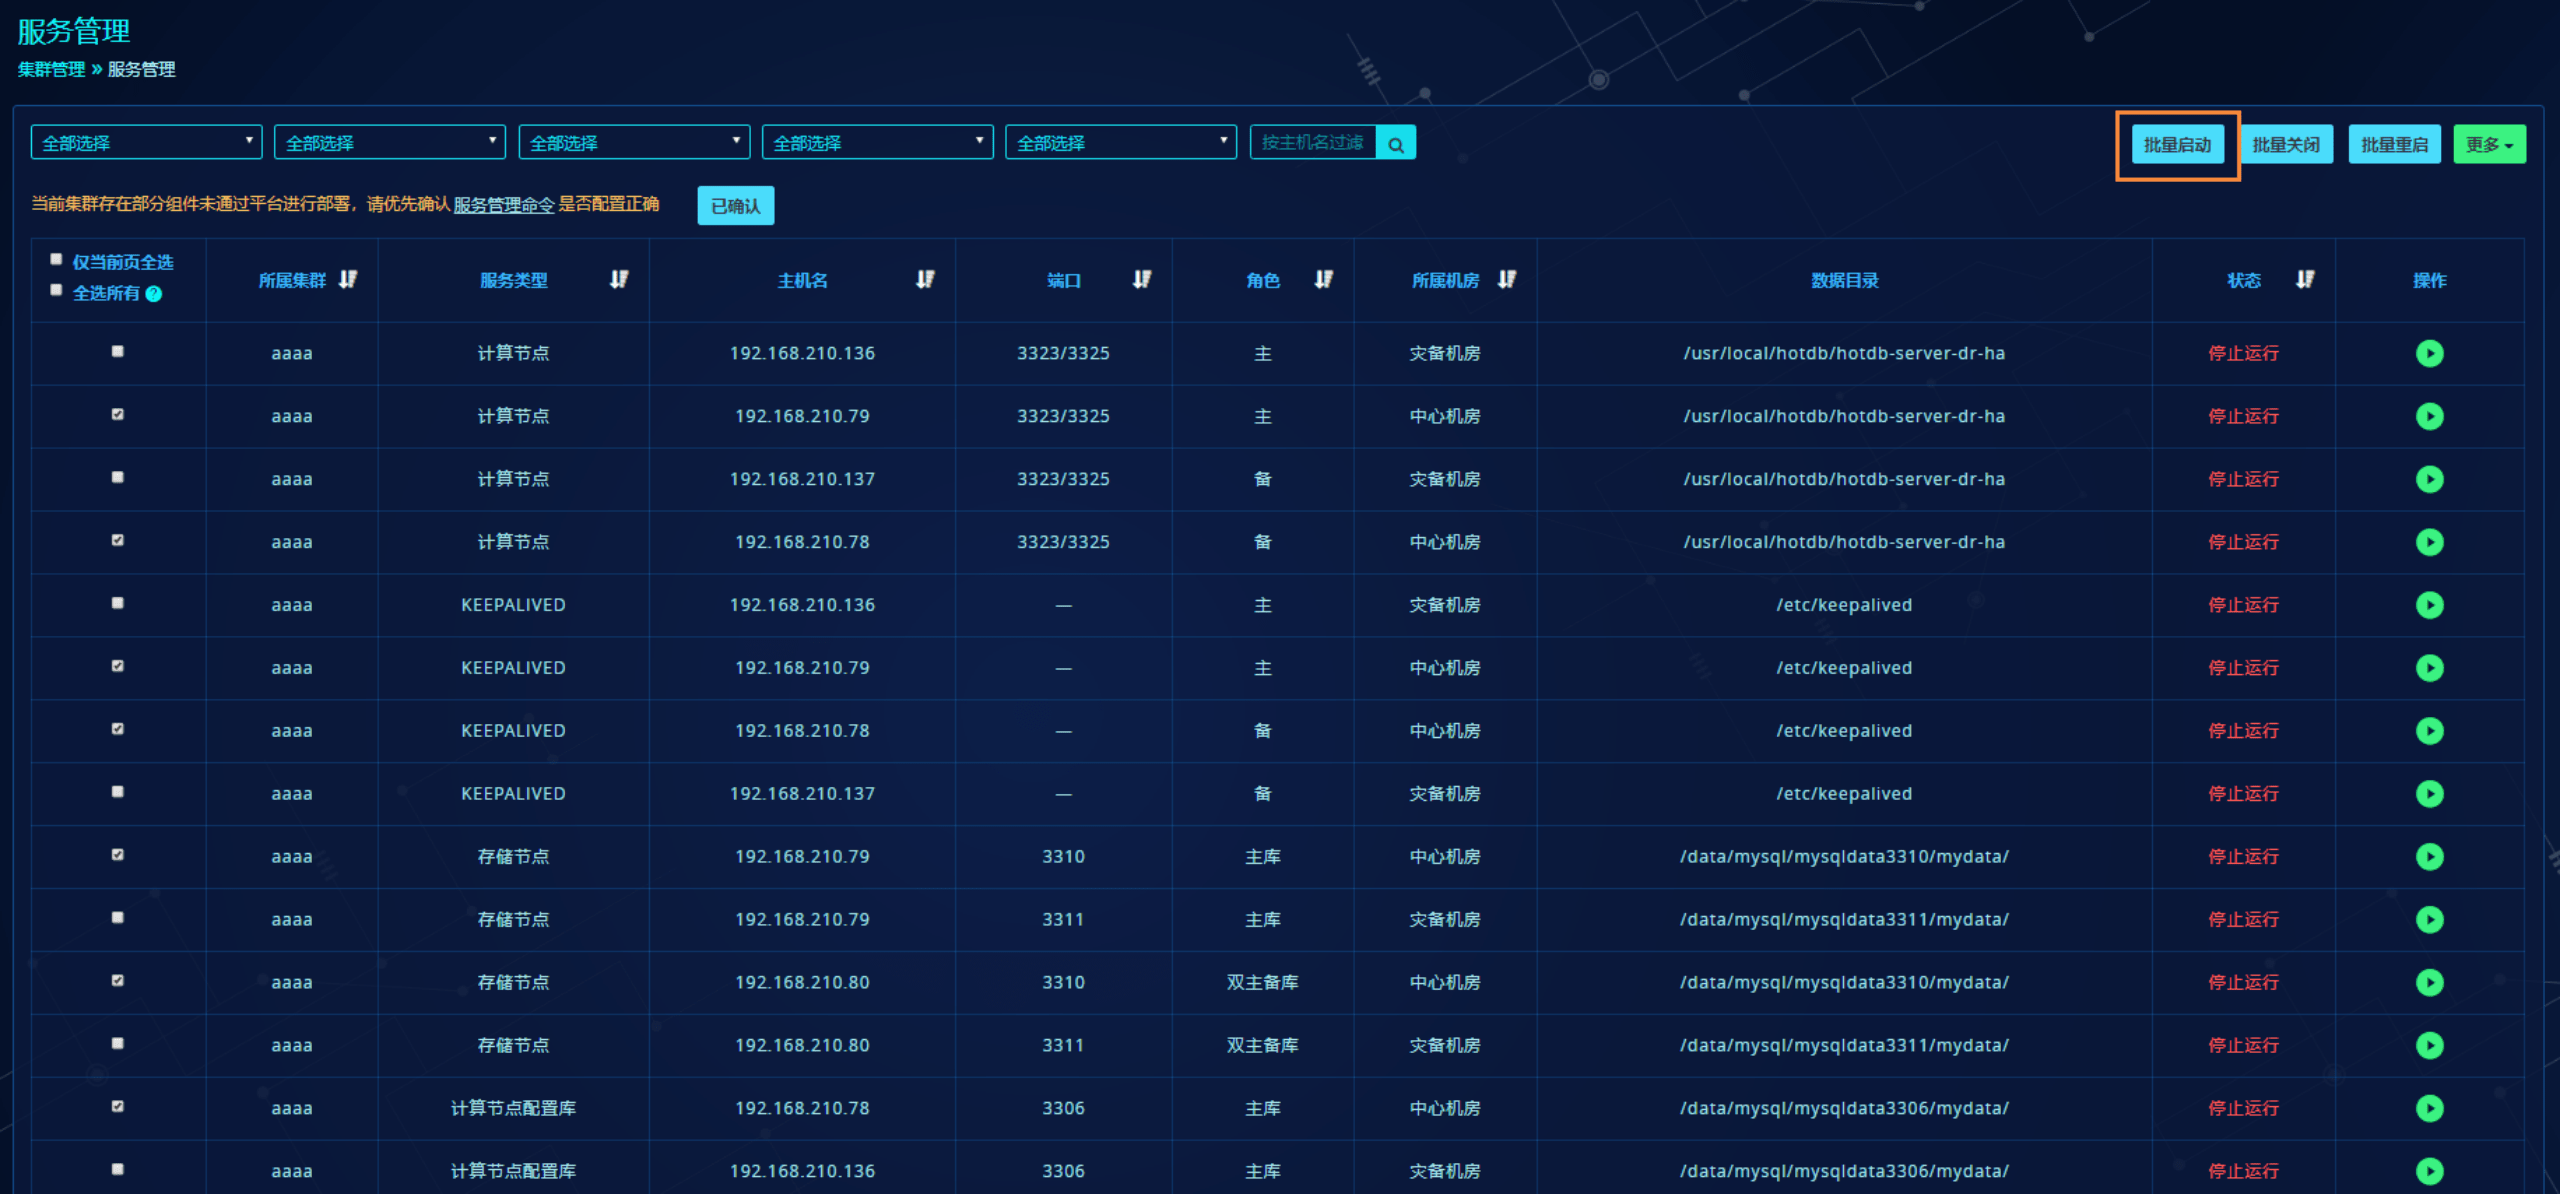 服务管理
集群管理 » 服务管理
全部选择 全部选择 全部选择 全部选择 全部选择 按主机名过滤 批量启动 批量关闭 批量重启 更多
当前集群存在部分组件未通过平台进行部署，请优先确认 服务管理命令 是否配置正确 已确认
仅当前页全选
全选所有 ? 所属集群 服务类型 主机名 端口 角色 所属机房 数据目录 状态 操作
aaaa 计算节点 192.168.210.136 3323/3325 主 灾备机房 /usr/local/hotdb/hotdb-server-dr-ha 停止运行
aaaa 计算节点 192.168.210.79 3323/3325 主 中心机房 /usr/local/hotdb/hotdb-server-dr-ha 停止运行
aaaa 计算节点 192.168.210.137 3323/3325 备 灾备机房 /usr/local/hotdb/hotdb-server-dr-ha 停止运行
aaaa 计算节点 192.168.210.78 3323/3325 备 中心机房 /usr/local/hotdb/hotdb-server-dr-ha 停止运行
aaaa KEEPALIVED 192.168.210.136 — 主 灾备机房 /etc/keepalived 停止运行
aaaa KEEPALIVED 192.168.210.79 — 主 中心机房 /etc/keepalived 停止运行
aaaa KEEPALIVED 192.168.210.78 — 备 中心机房 /etc/keepalived 停止运行
aaaa KEEPALIVED 192.168.210.137 — 备 灾备机房 /etc/keepalived 停止运行
aaaa 存储节点 192.168.210.79 3310 主库 中心机房 /data/mysql/mysqldata3310/mydata/ 停止运行
aaaa 存储节点 192.168.210.79 3311 主库 灾备机房 /data/mysql/mysqldata3311/mydata/ 停止运行
aaaa 存储节点 192.168.210.80 3310 双主备库 中心机房 /data/mysql/mysqldata3310/mydata/ 停止运行
aaaa 存储节点 192.168.210.80 3311 双主备库 灾备机房 /data/mysql/mysqldata3311/mydata/ 停止运行
aaaa 计算节点配置库 192.168.210.78 3306 主库 中心机房 /data/mysql/mysqldata3306/mydata/ 停止运行
aaaa 计算节点配置库 192.168.210.136 3306 主库 灾备机房 /data/mysql/mysqldata3306/mydata/ 停止运行